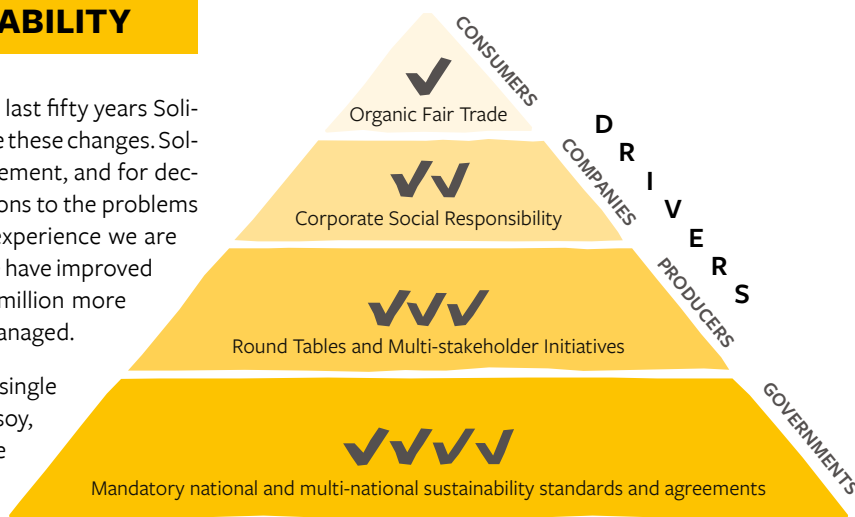 ABILITY
last fifty years Soli-
e these changes. Sol-
ement, and for dec-
ons to the problems
experience we are
have improved
million more
anaged.
single
soy,
e
Organic Fair Trade
Corporate Social Responsibility
Round Tables and Multi-stakeholder Initiatives
Mandatory national and multi-national sustainability standards and agreements
CONSUMERS
COMPANIES
PRODUCERS
GOVERNMENTS
DRIVERS